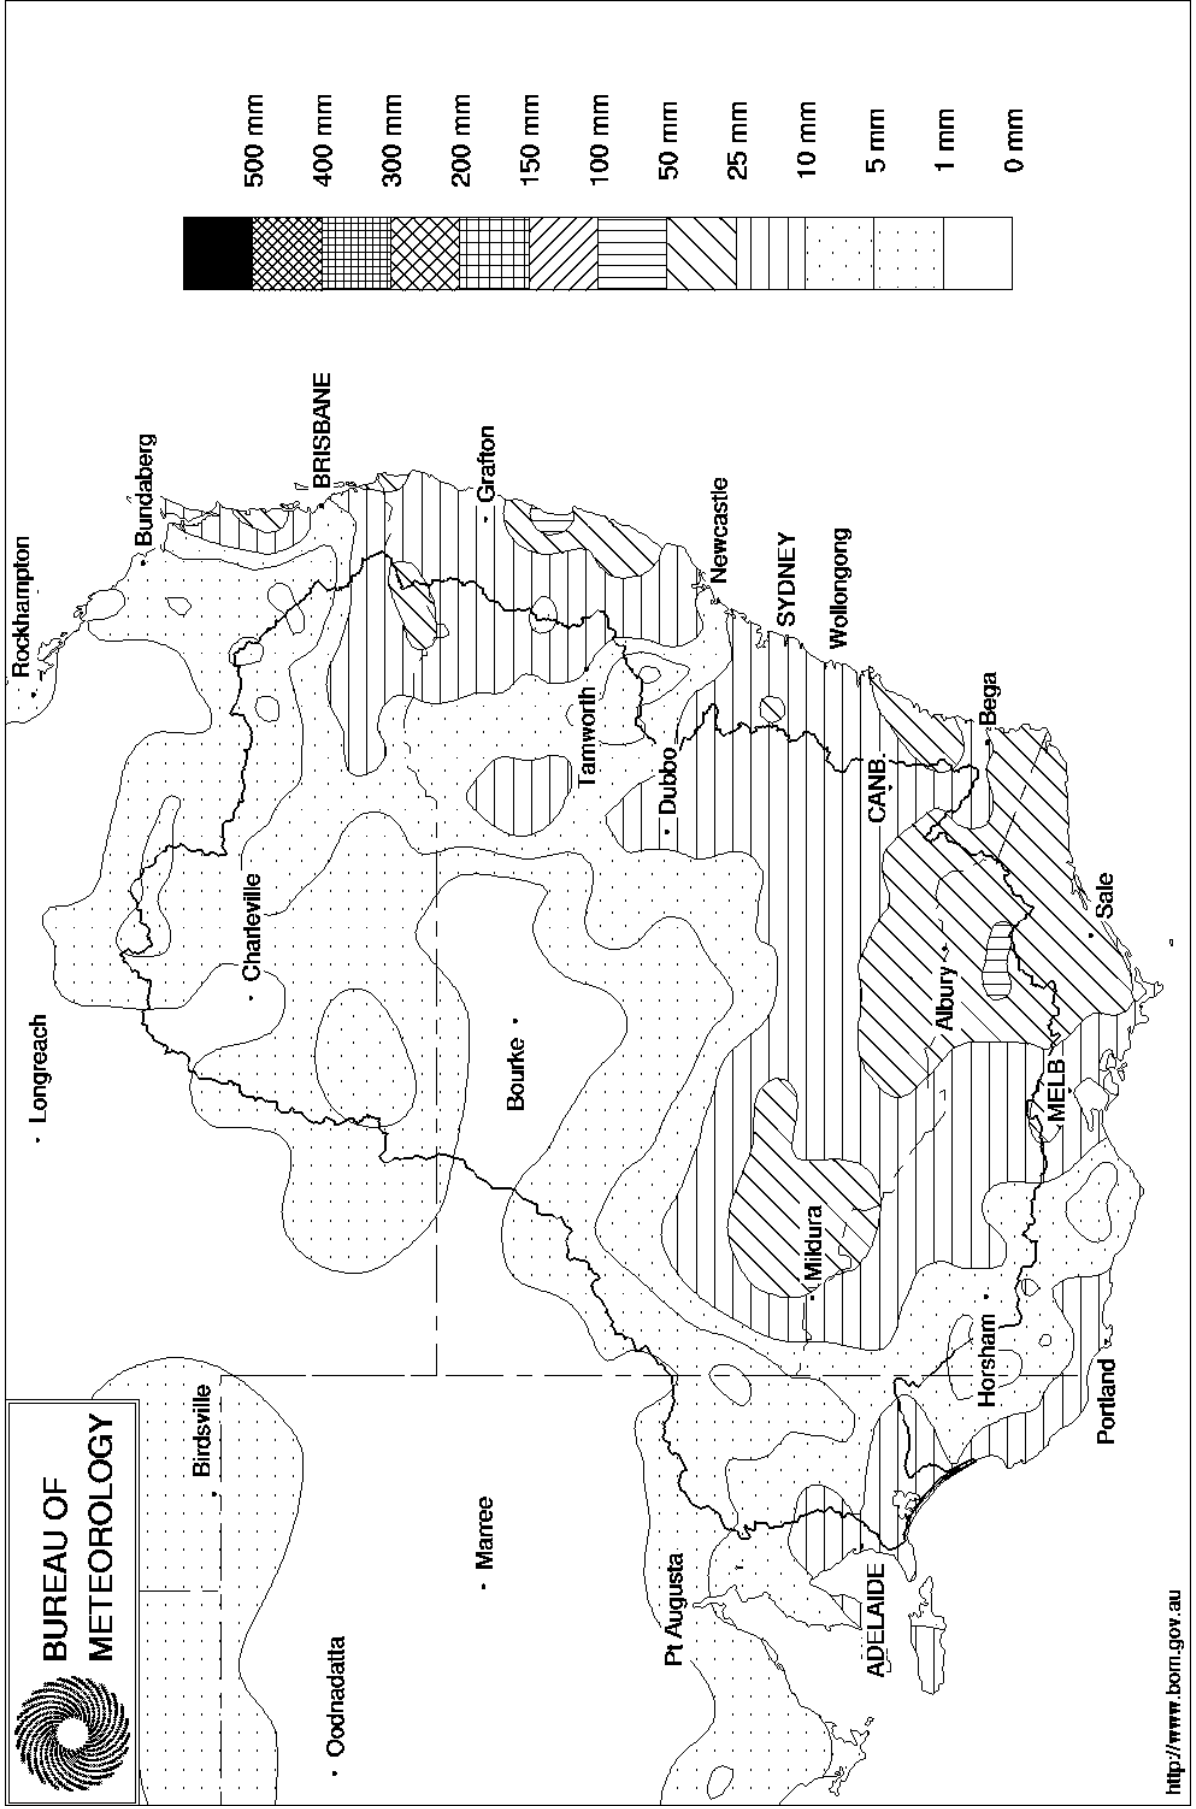 BUREAU OF
METEOROLOGY
Longreach
Rockhampton
Bundaberg
BRISBANE
Birdsville
Charleville
Oodnadatta
Marree
Bourke
Grafton
Tamworth
Pt Augusta
Dubbo
Newcastle
SYDNEY
Mildura
Wollongong
ADELAIDE
CANB.
Albury
Horsham
Bega
MELB
Portland
Sale
500 mm
400 mm
300 mm
200 mm
150 mm
100 mm
50 mm
25 mm
10 mm
5 mm
1 mm
0 mm
http://www.bom.gov.au